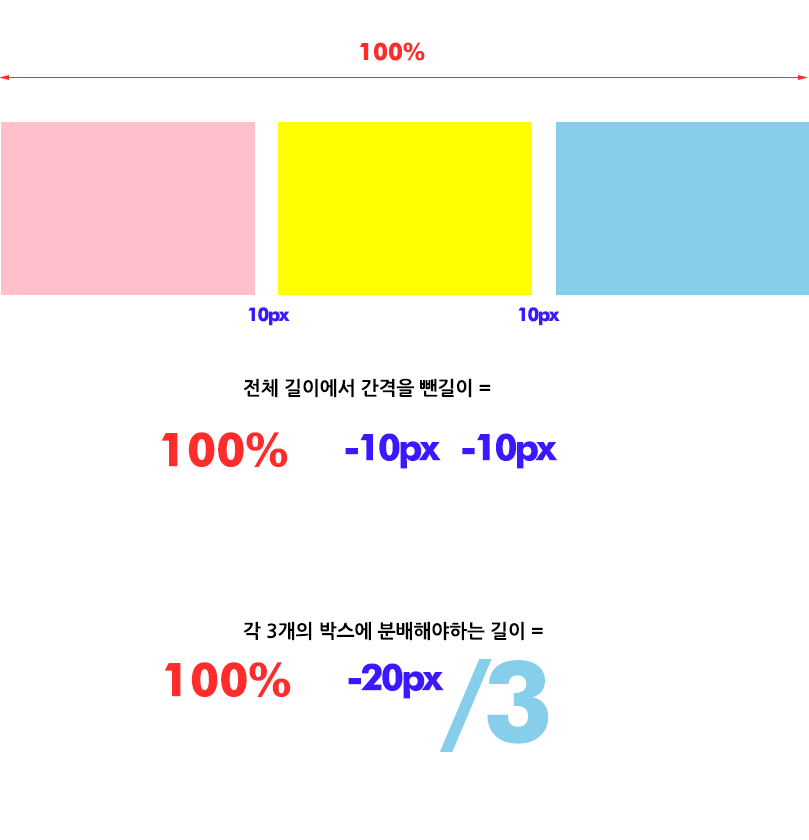 100%
10px 10px
전체 길이에서 간격을 뺀길이 =
100% -10px -10px
각 3개의 박스에 분배해야하는 길이 =
100% -20px /3